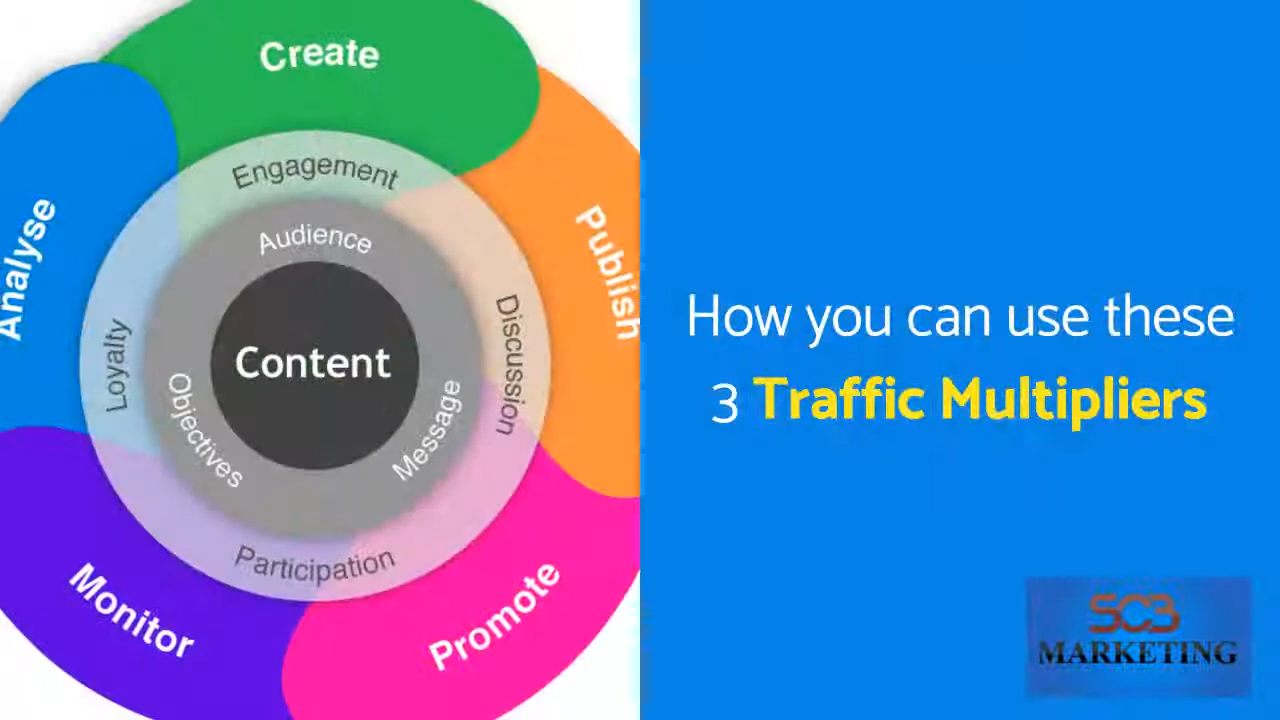 Create
Publish
Promote
Monitor
Analyse
Engagement
Discussion
Participation
Loyalty
Audience
Message
Objectives
Content
How you can use these
3 Traffic Multipliers
SCB
MARKETING